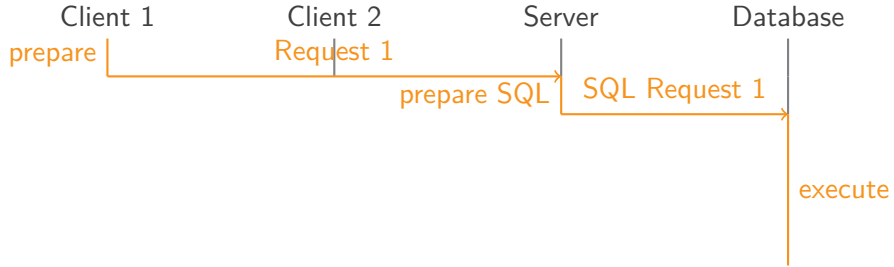 Client 1 Client 2 Server Database
prepare Request 1
prepare SQL SQL Request 1
execute